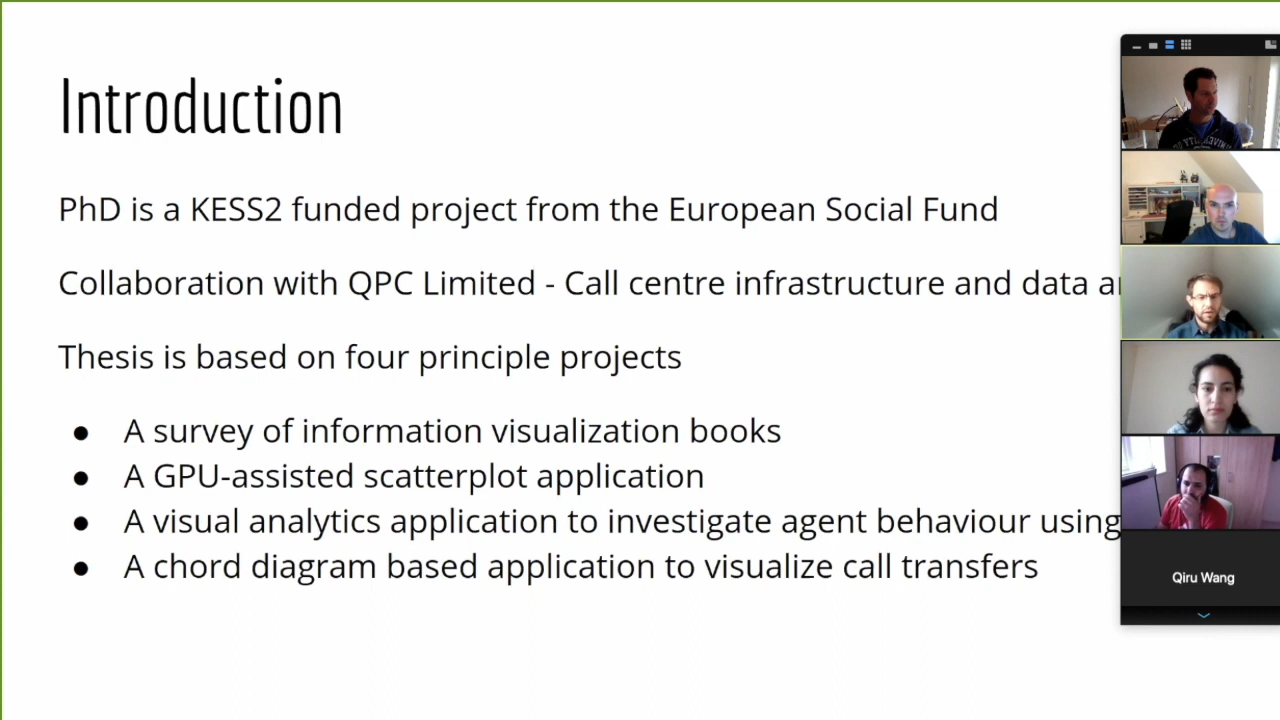 Introduction
PhD is a KESS2 funded project from the European Social Fund
Collaboration with QPC Limited - Call centre infrastructure and data
Thesis is based on four principle projects
● A survey of information visualization books
● A GPU-assisted scatterplot application
● A visual analytics application to investigate agent behaviour using
● A chord diagram based application to visualize call transfers
Qiru Wang